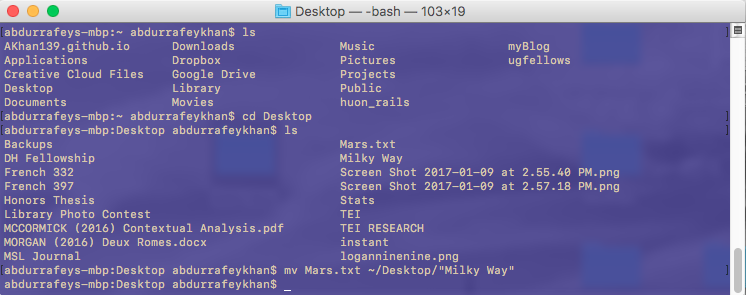 Desktop — -bash — 103×19
[abdurrafeys-mbp:~ abdurrafeykhan$ ls ]
AKhan139.github.io Downloads Music myBlog
Applications Dropbox Pictures ugfellows
Creative Cloud Files Google Drive Projects
Desktop Library Public
Documents Movies huon_rails
[abdurrafeys-mbp:~ abdurrafeykhan$ cd Desktop ]
[abdurrafeys-mbp:Desktop abdurrafeykhan$ ls ]
Backups Mars.txt
DH Fellowship Milky Way
French 332 Screen Shot 2017-01-09 at 2.55.40 PM.png
French 397 Screen Shot 2017-01-09 at 2.57.18 PM.png
Honors Thesis Stats
Library Photo Contest TEI
MCCORMICK (2016) Contextual Analysis.pdf TEI RESEARCH
MORGAN (2016) Deux Romes.docx instant
MSL Journal loganninenine.png
[abdurrafeys-mbp:Desktop abdurrafeykhan$ mv Mars.txt ~/Desktop/"Milky Way" ]
abdurrafeys-mbp:Desktop abdurrafeykhan$ _